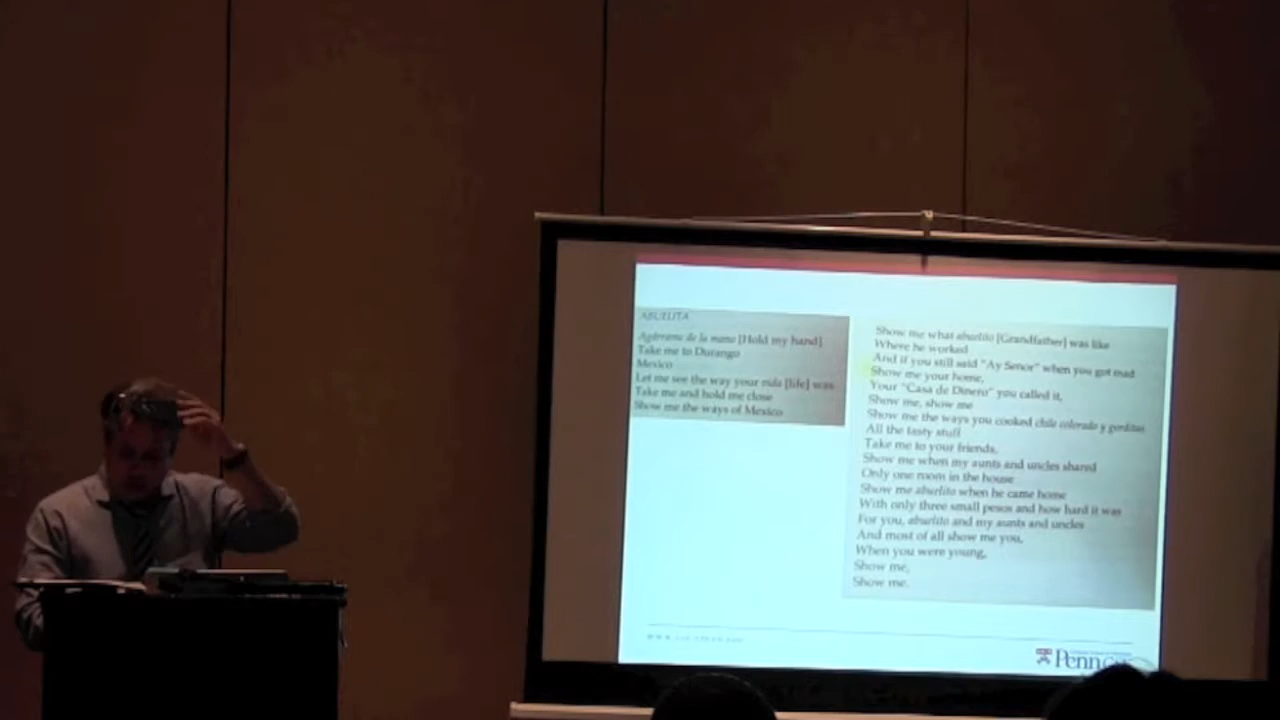 ABUELITA
Agárrame de la mano [Hold my hand]
Take me to Durango
Mexico
Let me see the way your vida [life] was
Take me and hold me close
Show me the ways of Mexico
Show me what abuelito [Grandfather] was like
Where he worked
And if you still said "Ay Senor" when you got mad
Show me your home,
Your "Casa de Dinero" you called it,
Show me, show me
Show me the ways you cooked chile colorado y gorditas
All the tasty stuff
Take me to your friends,
Show me when my aunts and uncles shared
Only one room in the house
Show me abuelito when he came home
With only three small pesos and how hard it was
For you, abuelito and my aunts and uncles
And most of all show me you,
When you were young,
Show me,
Show me.
Penn